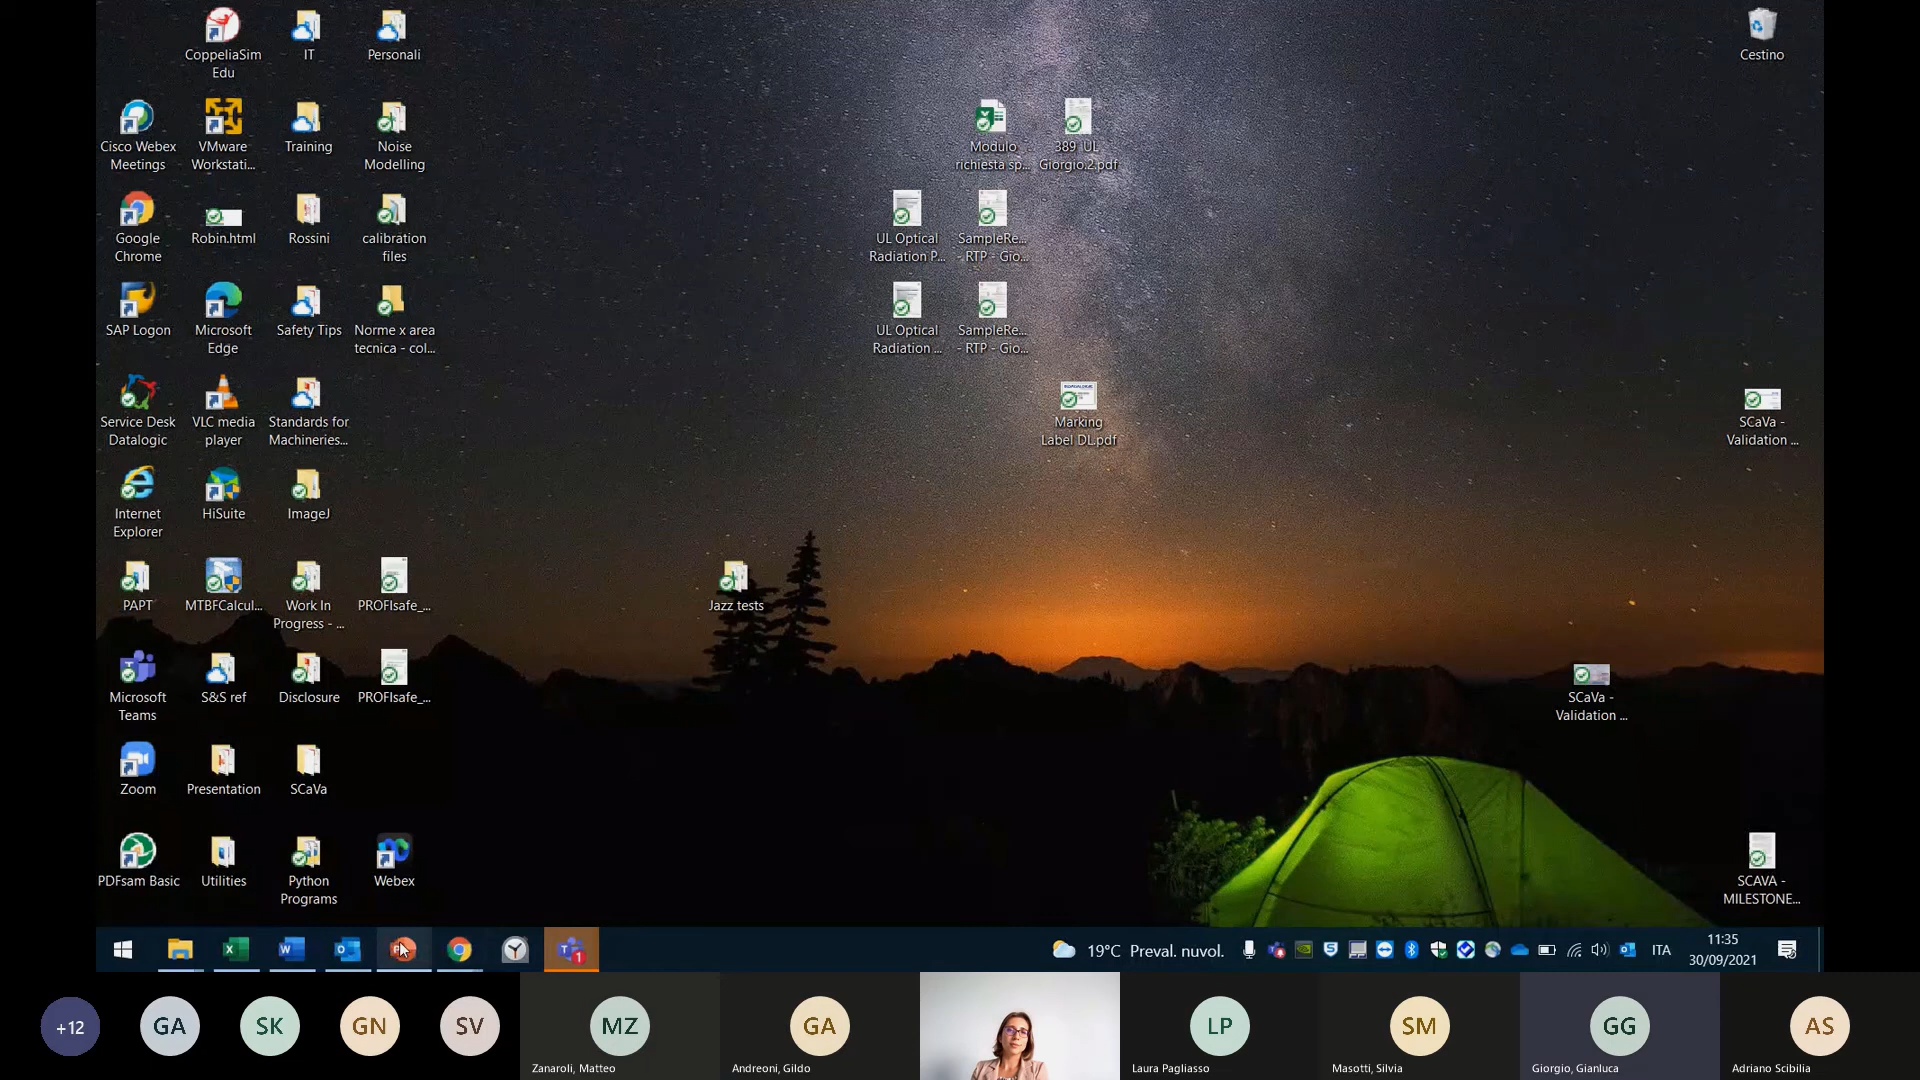 CoppeliaSim
Edu
IT
Personali
Cestino
Cisco Webex
Meetings
VMware
Workstati...
Training
Noise
Modelling
Modulo
richiesta sp...
389 UL
Giorgio.2.pdf
Google
Chrome
Robin.html
Rossini
calibration
files
UL Optical
Radiation P...
SampleRe...
- RTP - Gio...
SAP Logon
Microsoft
Edge
Safety Tips
Norme x area
tecnica - col...
UL Optical
Radiation ...
SampleRe...
- RTP - Gio...
Service Desk
Datalogic
VLC media
player
Standards for
Machineries...
Marking
Label DL.pdf
SCaVa -
Validation ...
Internet
Explorer
HiSuite
ImageJ
PAPT
MTBFCalcul...
Work In
Progress - ...
PROFIsafe_...
Jazz tests
Microsoft
Teams
S&S ref
Disclosure
PROFIsafe_...
SCaVa -
Validation ...
Zoom
Presentation
SCaVa
PDFsam Basic
Utilities
Python
Programs
Webex
SCAVA -
MILESTONE...
19°C Preval. nuvol.
ITA
11:35
30/09/2021
+12
GA
SK
GN
SV
MZ
Zanaroli, Matteo
GA
Andreoni, Gildo
LP
Laura Pagliasso
SM
Masotti, Silvia
GG
Giorgio, Gianluca
AS
Adriano Scibilia